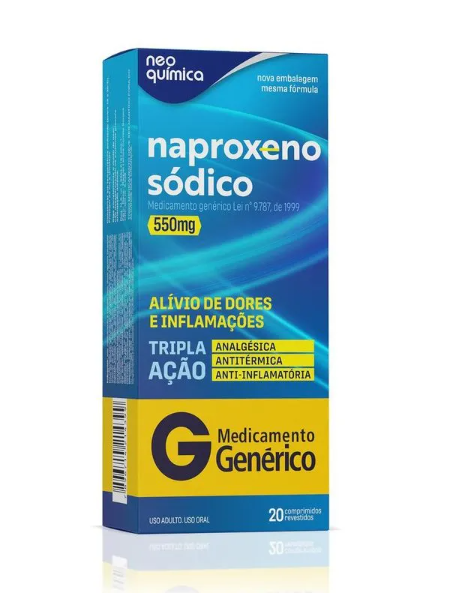 neo
química
nova embalagem
mesma fórmula
naproxeno
sódico
Medicamento genérico Lei nº 9.787, de 1999
550mg
ALÍVIO DE DORES
E INFLAMAÇÕES
TRIPLA
AÇÃO
ANALGÉSICA
ANTITÉRMICA
ANTI-INFLAMATÓRIA
G
Medicamento
Genérico
USO ADULTO. USO ORAL
20 comprimidos
revestidos